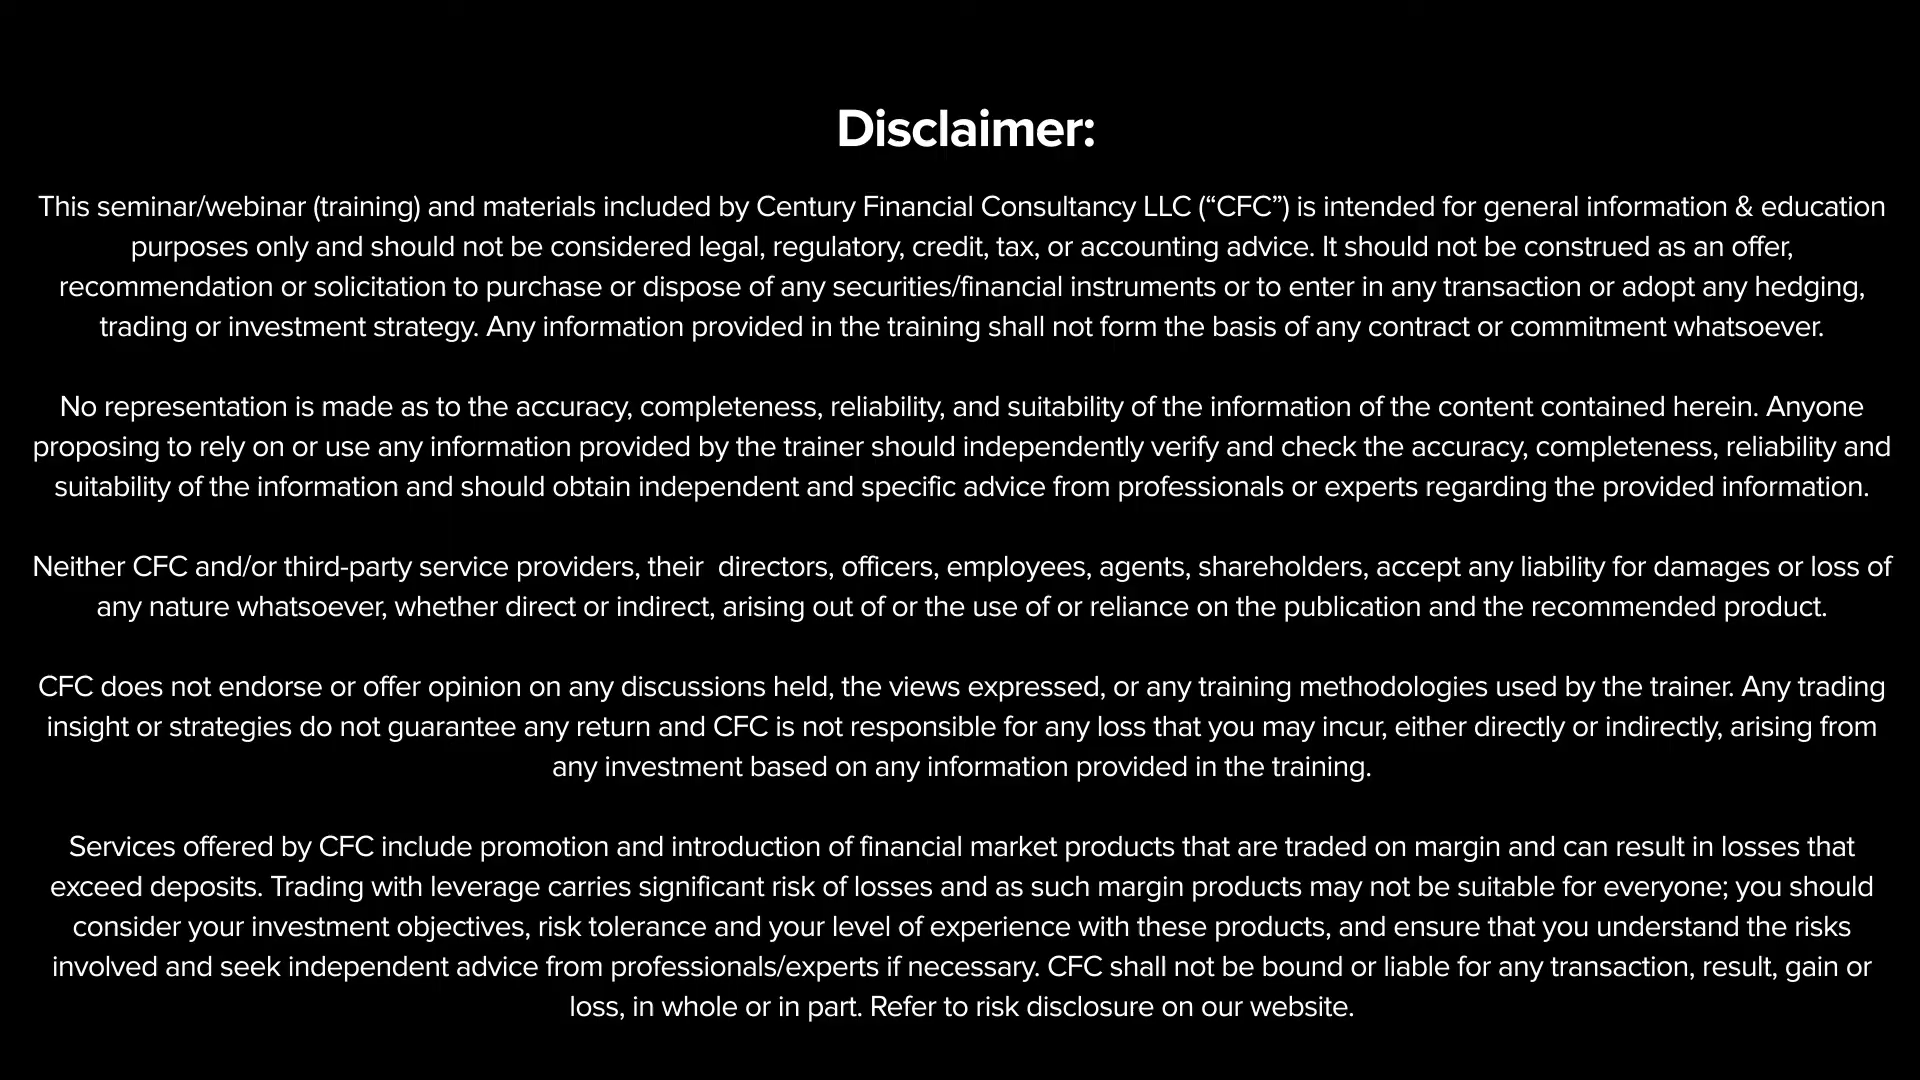 Disclaimer:
This seminar/webinar (training) and materials included by Century Financial Consultancy LLC (“CFC”) is intended for general information & education
purposes only and should not be considered legal, regulatory, credit, tax, or accounting advice. It should not be construed as an offer,
recommendation or solicitation to purchase or dispose of any securities/financial instruments or to enter in any transaction or adopt any hedging,
trading or investment strategy. Any information provided in the training shall not form the basis of any contract or commitment whatsoever.
No representation is made as to the accuracy, completeness, reliability, and suitability of the information of the content contained herein. Anyone
proposing to rely on or use any information provided by the trainer should independently verify and check the accuracy, completeness, reliability and
suitability of the information and should obtain independent and specific advice from professionals or experts regarding the provided information.
Neither CFC and/or third-party service providers, their  directors, officers, employees, agents, shareholders, accept any liability for damages or loss of
any nature whatsoever, whether direct or indirect, arising out of or the use of or reliance on the publication and the recommended product.
CFC does not endorse or offer opinion on any discussions held, the views expressed, or any training methodologies used by the trainer. Any trading
insight or strategies do not guarantee any return and CFC is not responsible for any loss that you may incur, either directly or indirectly, arising from
any investment based on any information provided in the training.
Services offered by CFC include promotion and introduction of financial market products that are traded on margin and can result in losses that
exceed deposits. Trading with leverage carries significant risk of losses and as such margin products may not be suitable for everyone; you should
consider your investment objectives, risk tolerance and your level of experience with these products, and ensure that you understand the risks
involved and seek independent advice from professionals/experts if necessary. CFC shall not be bound or liable for any transaction, result, gain or
loss, in whole or in part. Refer to risk disclosure on our website.